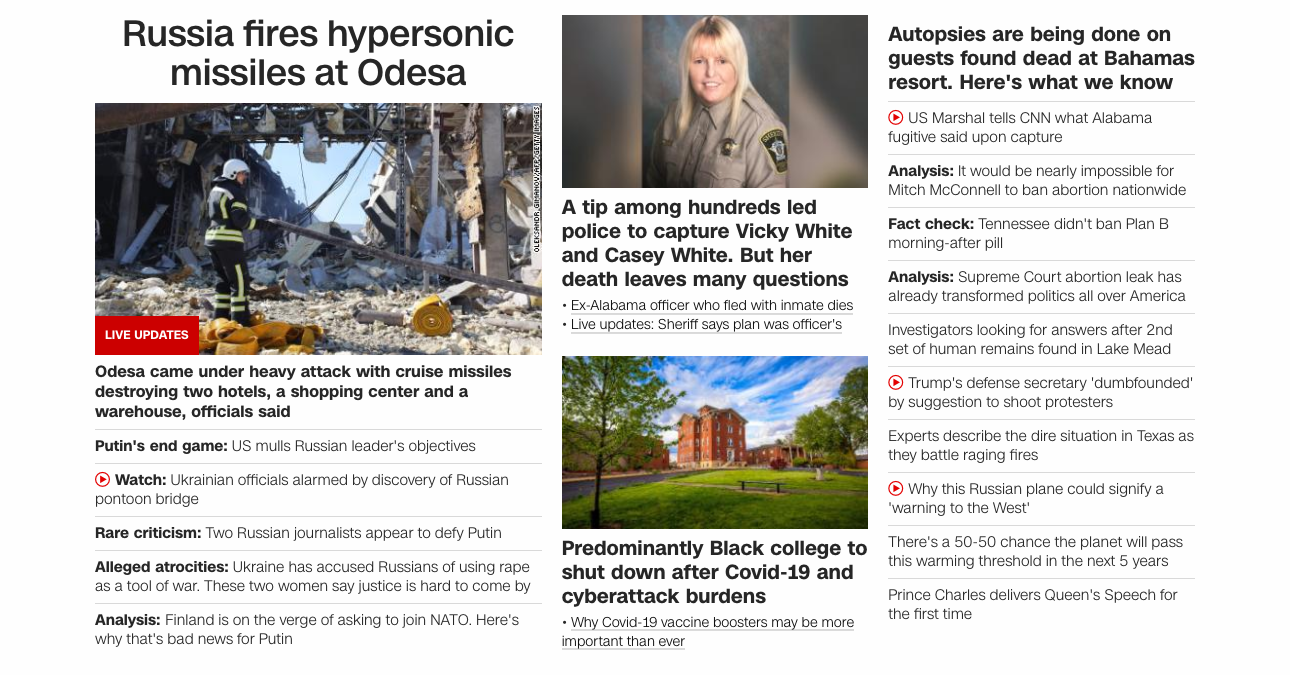 Russia fires hypersonic
missiles at Odesa
OLEKSANDR GIMANOV/AFP/GETTY IMAGES
LIVE UPDATES
Odesa came under heavy attack with cruise missiles
destroying two hotels, a shopping center and a
warehouse, officials said
Putin's end game: US mulls Russian leader's objectives
Watch: Ukrainian officials alarmed by discovery of Russian
pontoon bridge
Rare criticism: Two Russian journalists appear to defy Putin
Alleged atrocities: Ukraine has accused Russians of using rape
as a tool of war. These two women say justice is hard to come by
Analysis: Finland is on the verge of asking to join NATO. Here's
why that's bad news for Putin
A tip among hundreds led
police to capture Vicky White
and Casey White. But her
death leaves many questions
• Ex-Alabama officer who fled with inmate dies
• Live updates: Sheriff says plan was officer's
Predominantly Black college to
shut down after Covid-19 and
cyberattack burdens
• Why Covid-19 vaccine boosters may be more
important than ever
Autopsies are being done on
guests found dead at Bahamas
resort. Here's what we know
US Marshal tells CNN what Alabama
fugitive said upon capture
Analysis: It would be nearly impossible for
Mitch McConnell to ban abortion nationwide
Fact check: Tennessee didn't ban Plan B
morning-after pill
Analysis: Supreme Court abortion leak has
already transformed politics all over America
Investigators looking for answers after 2nd
set of human remains found in Lake Mead
Trump's defense secretary 'dumbfounded'
by suggestion to shoot protesters
Experts describe the dire situation in Texas as
they battle raging fires
Why this Russian plane could signify a
'warning to the West'
There's a 50-50 chance the planet will pass
this warming threshold in the next 5 years
Prince Charles delivers Queen's Speech for
the first time